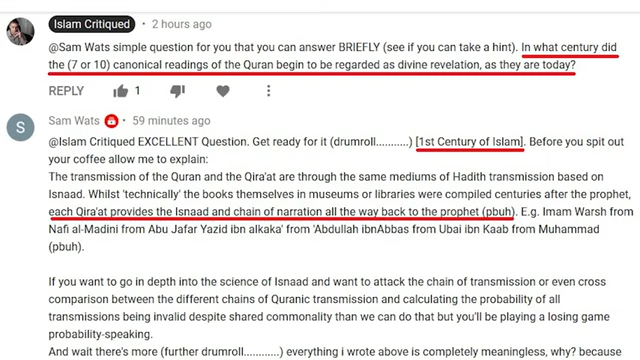 Islam Critiqued • 2 hours ago
@Sam Wats simple question for you that you can answer BRIEFLY (see if you can take a hint). In what century did
the (7 or 10) canonical readings of the Quran begin to be regarded as divine revelation, as they are today?
REPLY 1
S Sam Wats • 59 minutes ago
@Islam Critiqued EXCELLENT Question. Get ready for it (drumroll..........) [1st Century of Islam]. Before you spit out
your coffee allow me to explain:
The transmission of the Quran and the Qira'at are through the same mediums of Hadith transmission based on
Isnaad. Whilst 'technically' the books themselves in museums or libraries were compiled centuries after the prophet,
each Qira'at provides the Isnaad and chain of narration all the way back to the prophet (pbuh). E.g. Imam Warsh from
Nafi al-Madini from Abu Jafar Yazid ibn alkaka' from 'Abdullah ibnAbbas from Ubai ibn Kaab from Muhammad
(pbuh).
If you want to go in depth into the science of Isnaad and want to attack the chain of transmission or even cross
comparison between the different chains of Quranic transmission and calculating the probability of all
transmissions being invalid despite shared commonality than we can do that but you'll be playing a losing game
probability-speaking.
And wait there's more (further drumroll...........) everything i wrote above is completely meaningless, why? because